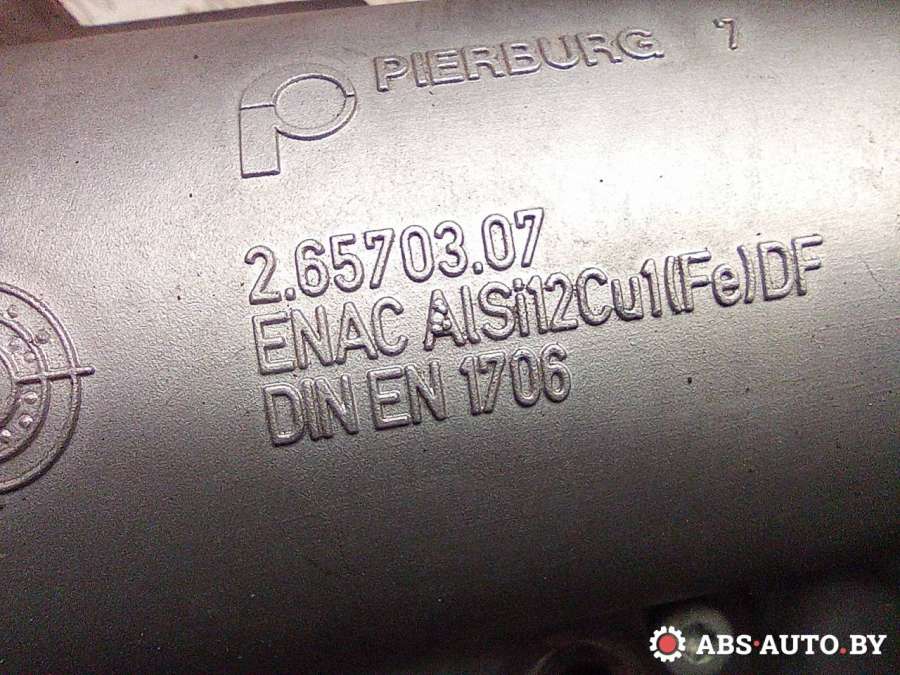 PIERBURG 7
2.65703.07
ENAC AlSi12Cu1(Fe)DF
DIN EN 1706
ABS-AUTO.BY